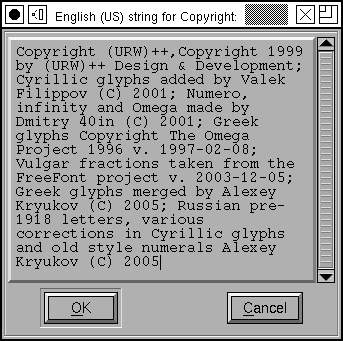 English (US) string for Copyright:
Copyright (URW)++,Copyright 1999
by (URW)++ Design & Development;
Cyrillic glyphs added by Valek
Filippov (C) 2001; Numero,
infinity and Omega made by
Dmitry 40in (C) 2001; Greek
glyphs Copyright The Omega
Project 1996 v. 1997-02-08;
Vulgar fractions taken from the
FreeFont project v. 2003-12-05;
Greek glyphs merged by Alexey
Kryukov (C) 2005; Russian pre-
1918 letters, various
corrections in Cyrillic glyphs
and old style numerals Alexey
Kryukov (C) 2005
OK Cancel